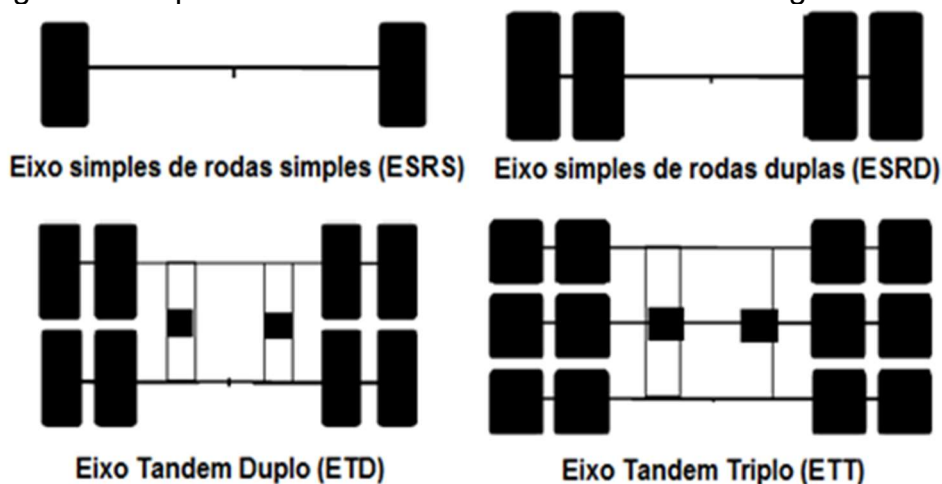 Eixo simples de rodas simples (ESRS)
Eixo simples de rodas duplas (ESRD)
Eixo Tandem Duplo (ETD)
Eixo Tandem Triplo (ETT)